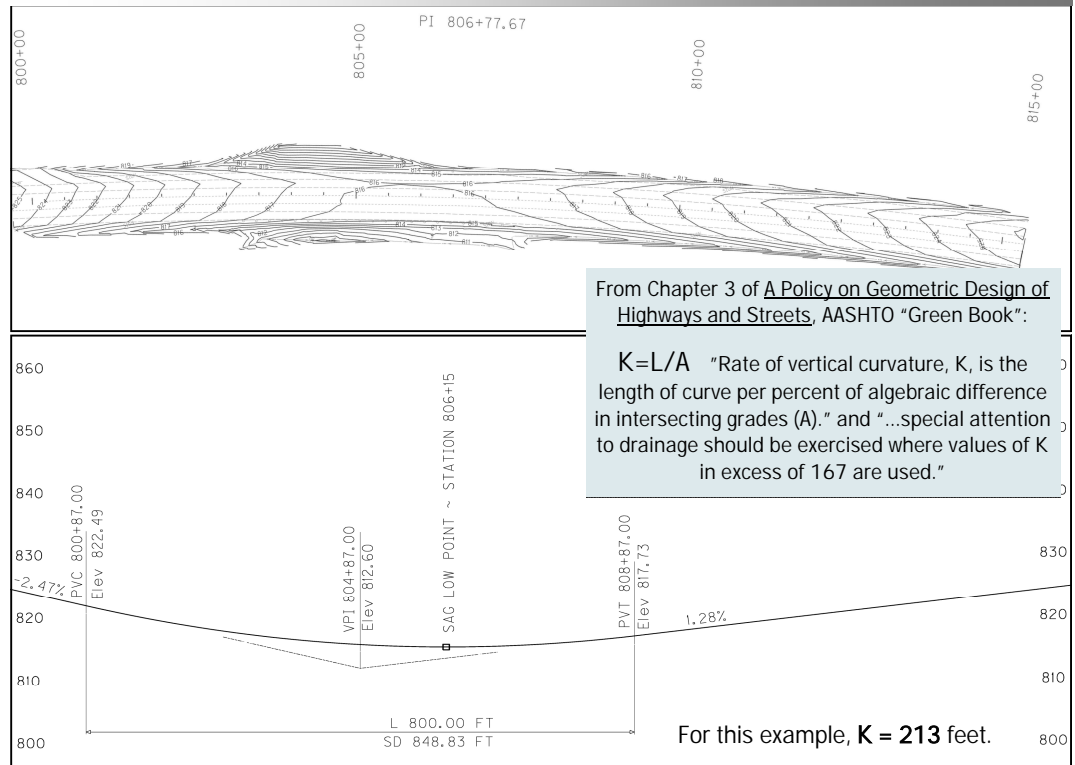 PI 806+77.67
800+00
805+00
810+00
815+00
From Chapter 3 of A Policy on Geometric Design of
Highways and Streets, AASHTO “Green Book”:
K=L/A "Rate of vertical curvature, K, is the
length of curve per percent of algebraic difference
in intersecting grades (A)." and “...special attention
to drainage should be exercised where values of K
in excess of 167 are used."
860
850
840
830
820
810
800
-2.47%
PVC 800+87.00
Elev 822.49
VPI 804+87.00
Elev 812.60
SAG LOW POINT ~ STATION 806+15
PVT 808+87.00
Elev 817.73
1.28%
830
820
810
800
L 800.00 FT
SD 848.83 FT
For this example, K = 213 feet.